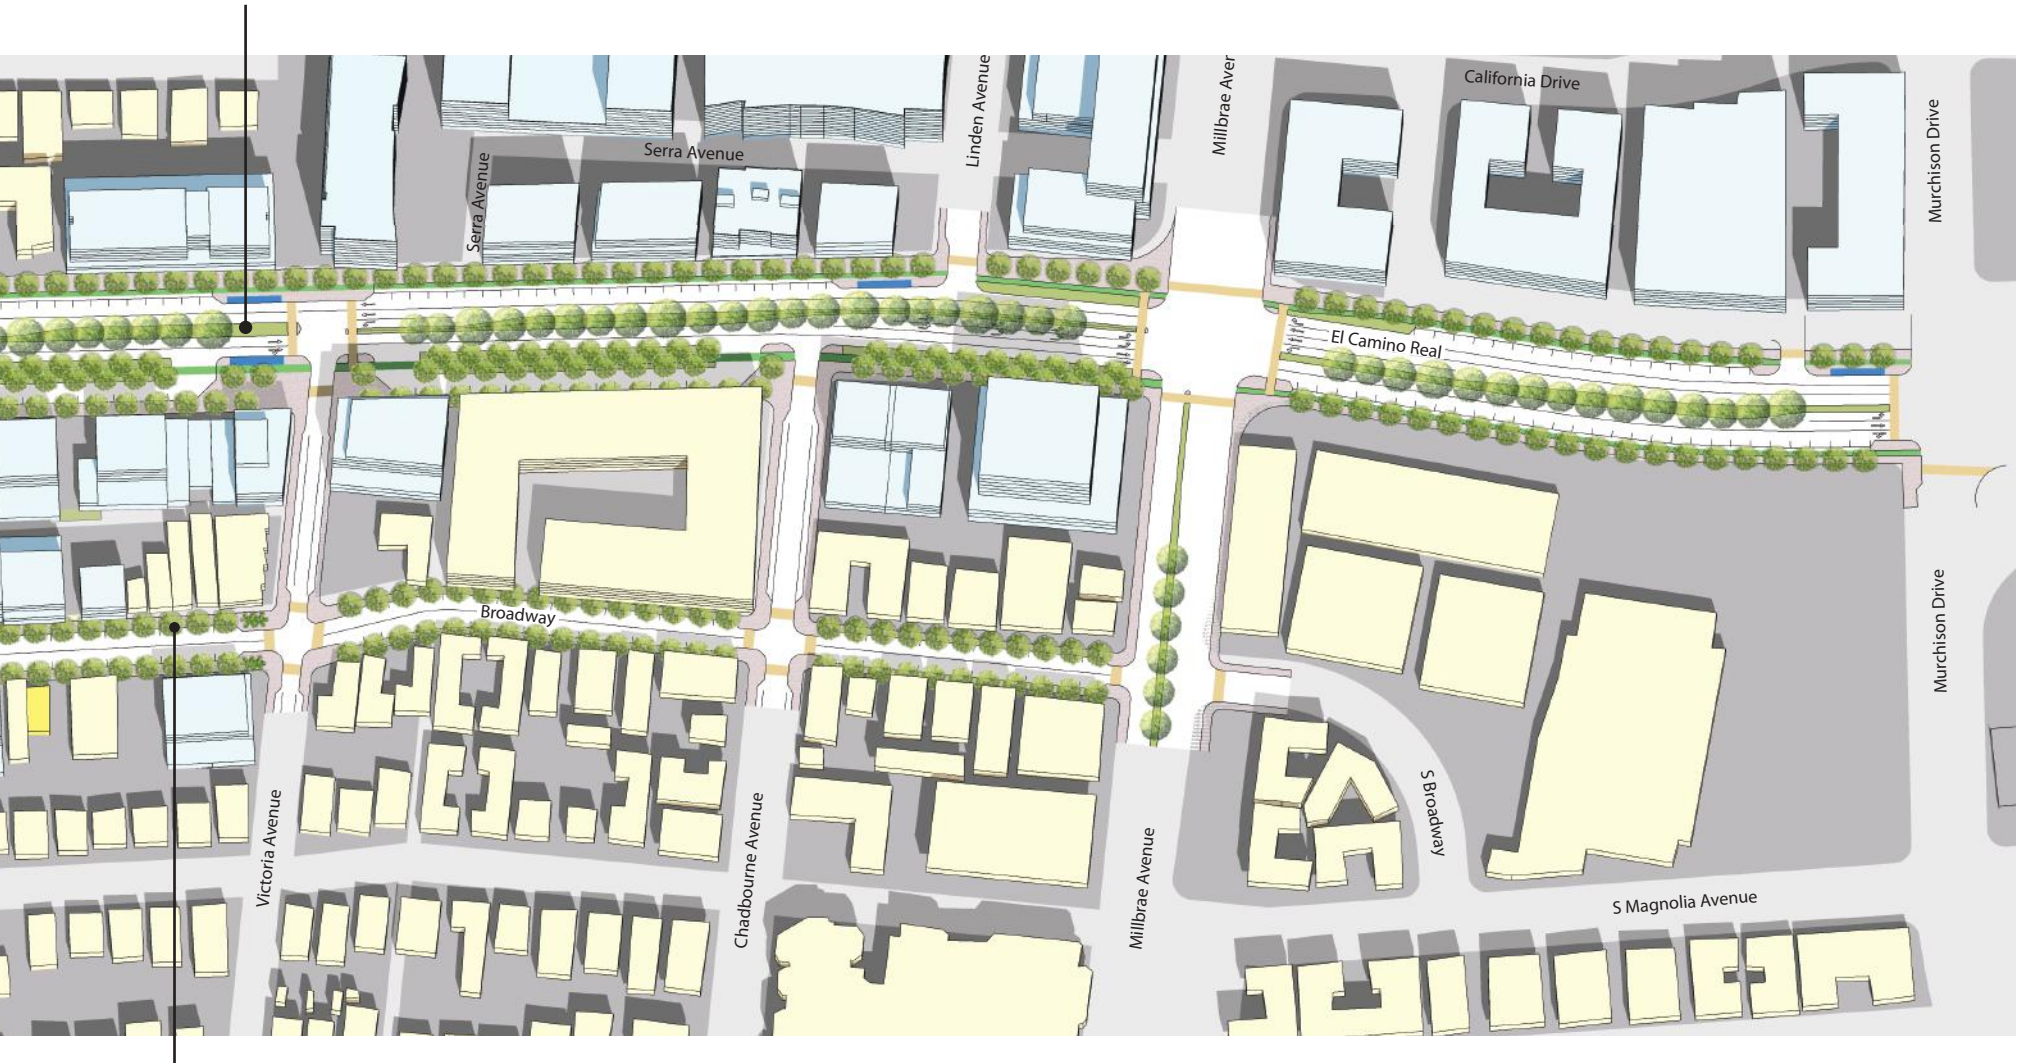 California Drive
Linden Avenue
Millbrae Aven
Murchison Drive
Serra Avenue
Serra Avenue
El Camino Real
Broadway
Murchison Drive
Victoria Avenue
Chadbourne Avenue
Millbrae Avenue
S Broadway
S Magnolia Avenue